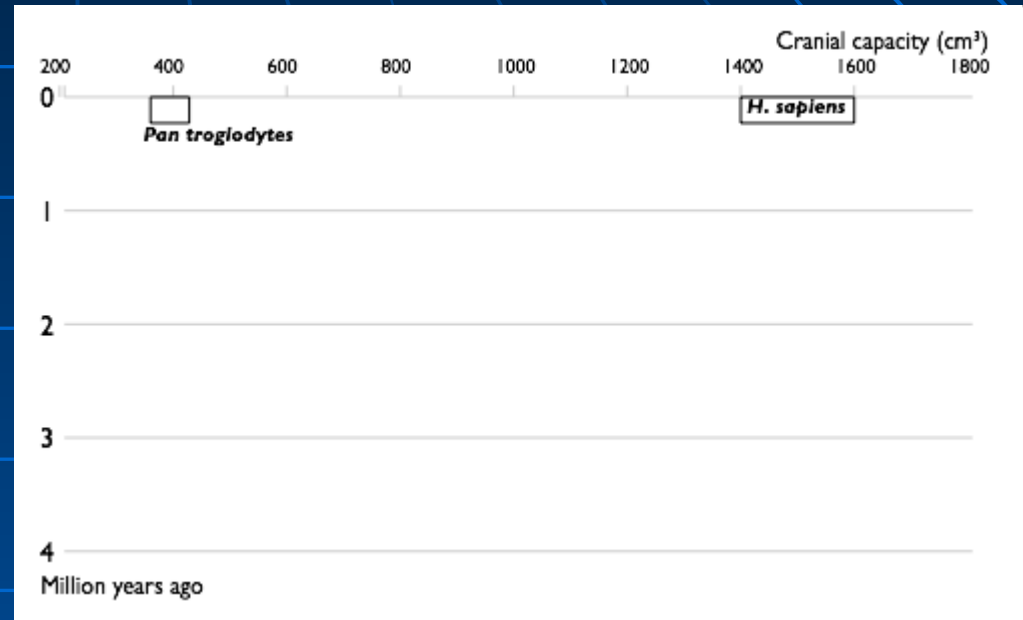 Cranial capacity (cm³)
200 400 600 800 1000 1200 1400 1600 1800
0
H. sapiens
Pan troglodytes
1
2
3
4
Million years ago